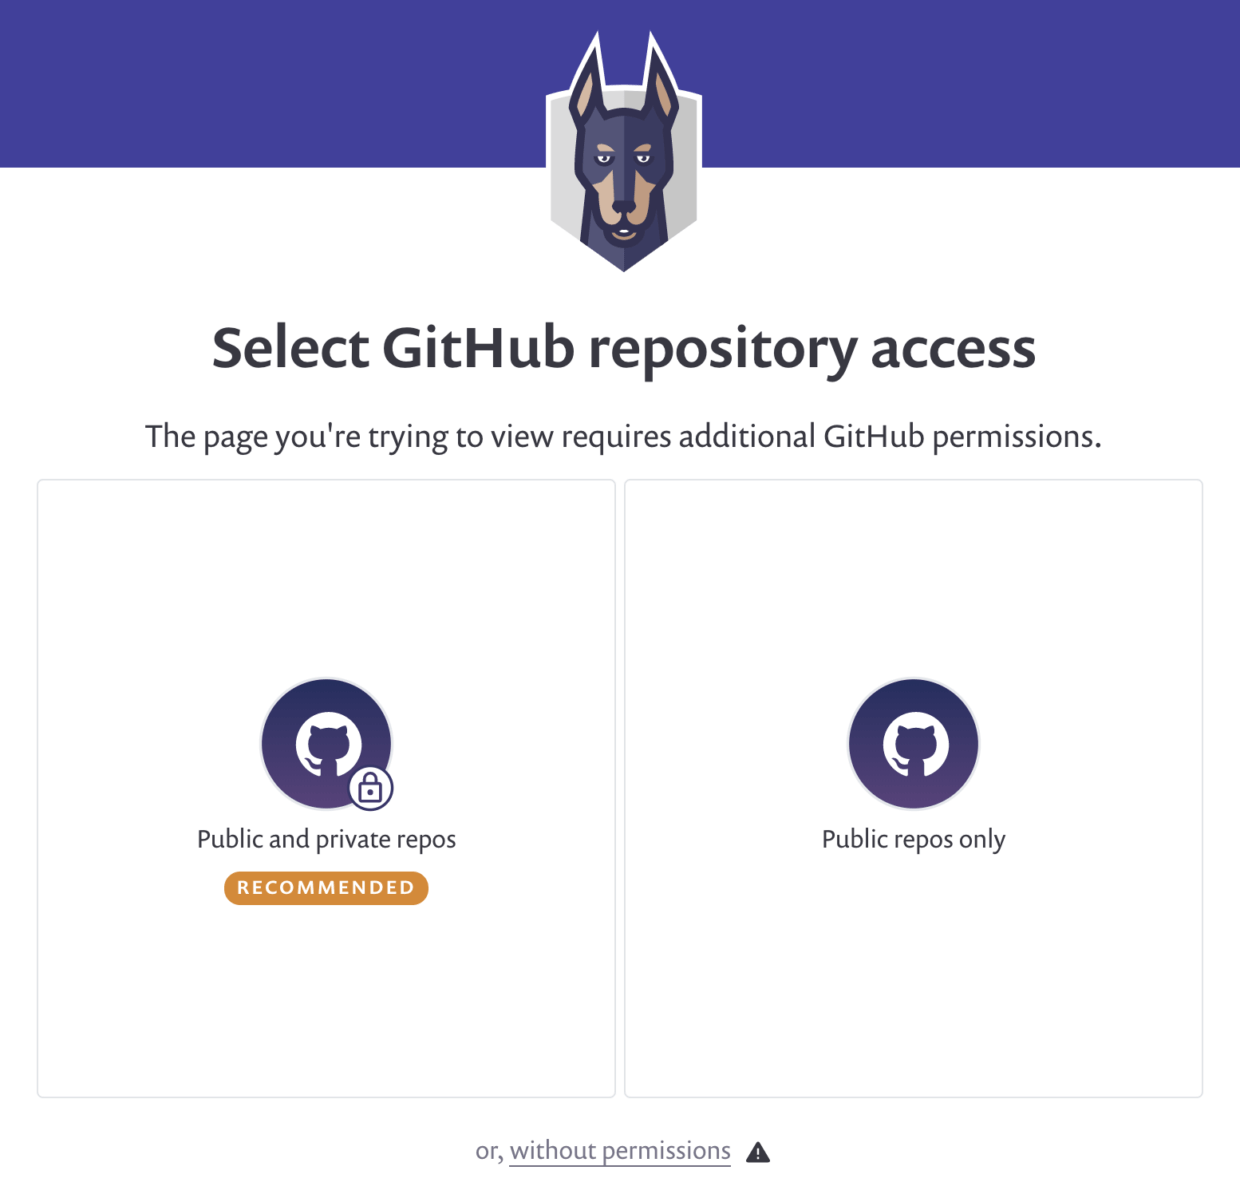 Select GitHub repository access
The page you're trying to view requires additional GitHub permissions.
Public and private repos
RECOMMENDED
Public repos only
or, without permissions